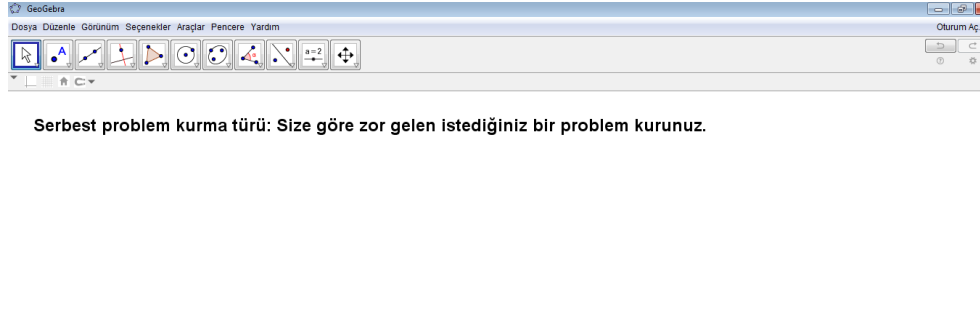 GeoGebra
Dosya Düzenle Görünüm Seçenekler Araçlar Pencere Yardım Oturum Aç.
A a=2
Serbest problem kurma türü: Size göre zor gelen istediğiniz bir problem kurunuz.